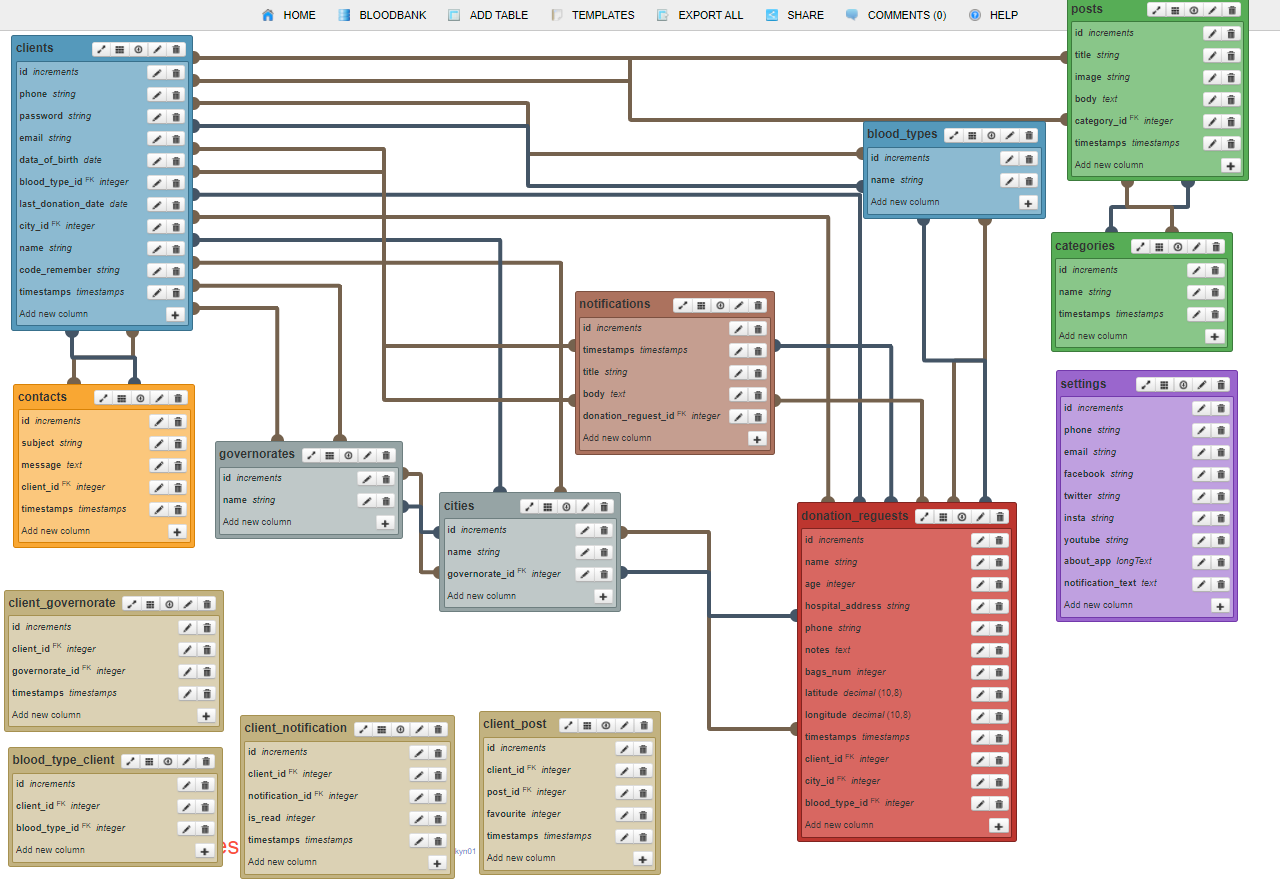 HOME BLOODBANK ADD TABLE TEMPLATES EXPORT ALL SHARE COMMENTS (0) HELP
clients
id increments
phone string
password string
email string
data_of_birth date
blood_type_id FK integer
last_donation_date date
city_id FK integer
name string
code_remember string
timestamps timestamps
Add new column
posts
id increments
title string
image string
body text
category_id FK integer
timestamps timestamps
Add new column
blood_types
id increments
name string
Add new column
categories
id increments
name string
timestamps timestamps
Add new column
notifications
id increments
timestamps timestamps
title string
body text
donation_reguest_id FK integer
Add new column
settings
id increments
phone string
email string
facebook string
twitter string
insta string
youtube string
about_app longText
notification_text text
Add new column
contacts
id increments
subject string
message text
client_id FK integer
timestamps timestamps
Add new column
governorates
id increments
name string
Add new column
cities
id increments
name string
governorate_id FK integer
Add new column
donation_reguests
id increments
name string
age integer
hospital_address string
phone string
notes text
bags_num integer
latitude decimal (10,8)
longitude decimal (10,8)
timestamps timestamps
client_id FK integer
city_id FK integer
blood_type_id FK integer
Add new column
client_governorate
id increments
client_id FK integer
governorate_id FK integer
timestamps timestamps
Add new column
blood_type_client
id increments
client_id FK integer
blood_type_id FK integer
Add new column
es
client_notification
id increments
client_id FK integer
notification_id FK integer
is_read integer
timestamps timestamps
Add new column
kyn01
client_post
id increments
client_id FK integer
post_id FK integer
favourite integer
timestamps timestamps
Add new column